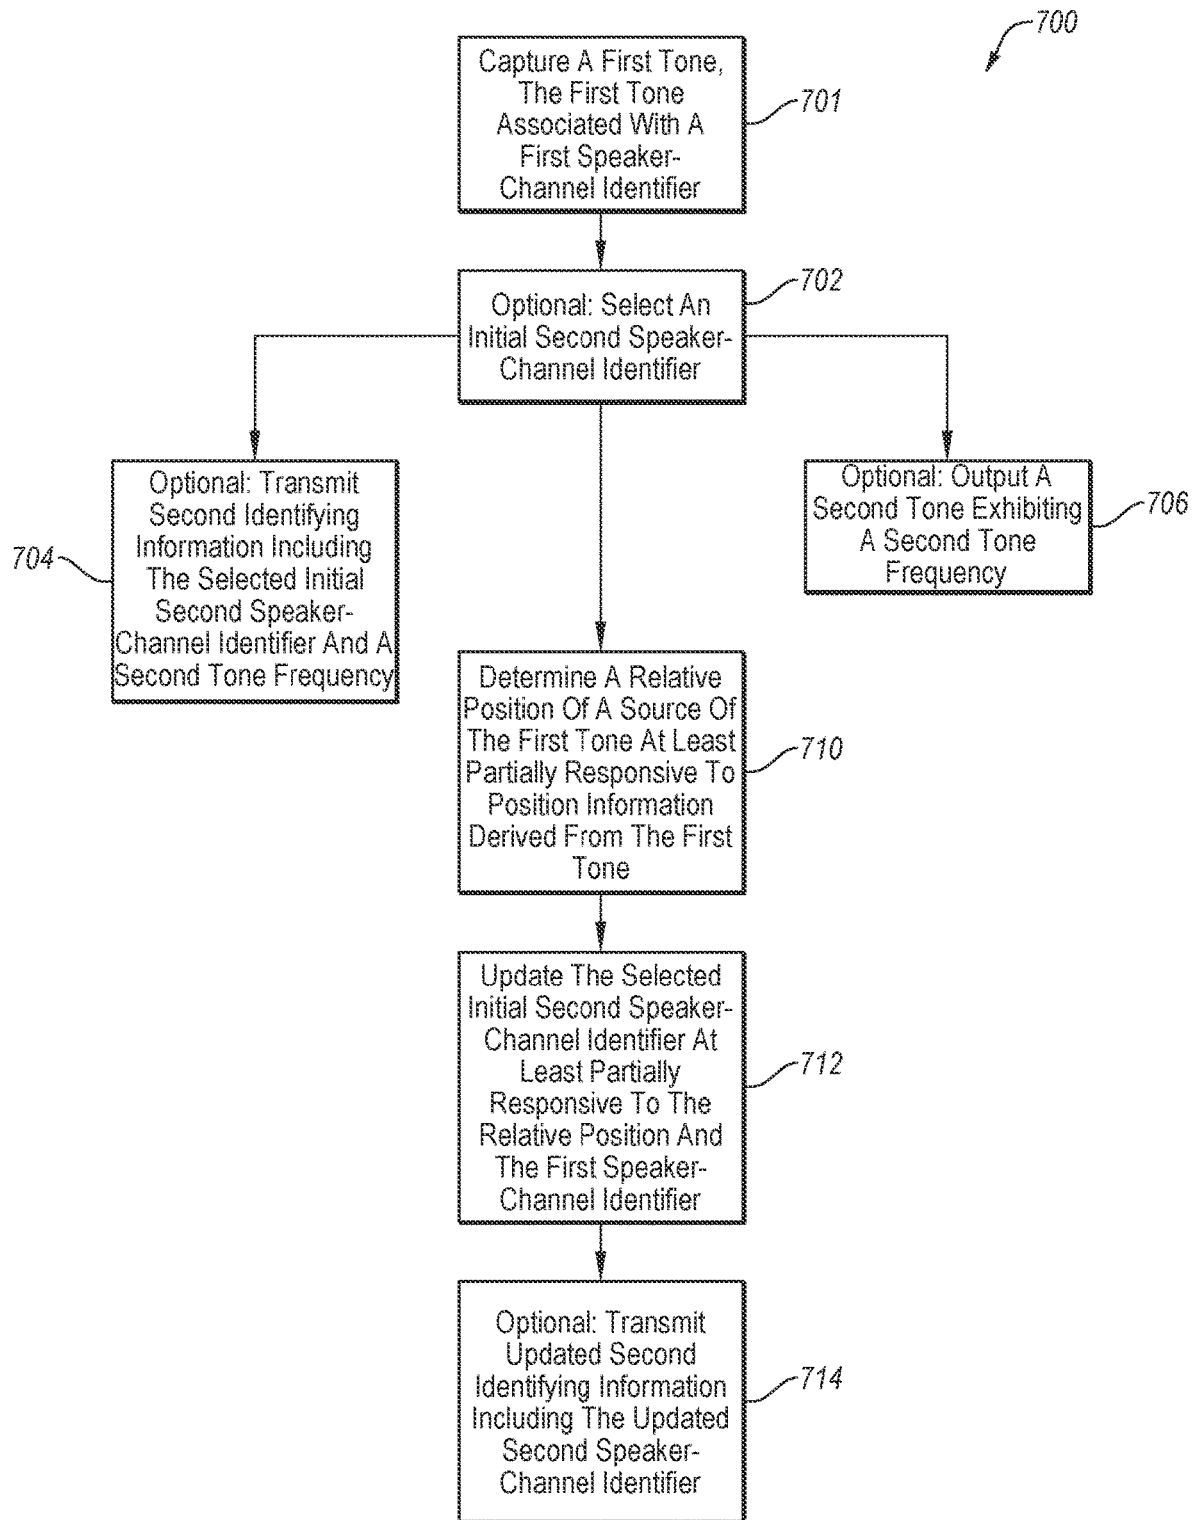 700
Capture A First Tone,
The First Tone
Associated With A
First Speaker-
Channel Identifier
701
Optional: Select An
Initial Second Speaker-
Channel Identifier
702
Optional: Transmit
Second Identifying
Information Including
The Selected Initial
Second Speaker-
Channel Identifier And A
Second Tone Frequency
704
Optional: Output A
Second Tone Exhibiting
A Second Tone
Frequency
706
Determine A Relative
Position Of A Source Of
The First Tone At Least
Partially Responsive To
Position Information
Derived From The First
Tone
710
Update The Selected
Initial Second Speaker-
Channel Identifier At
Least Partially
Responsive To The
Relative Position And
The First Speaker-
Channel Identifier
712
Optional: Transmit
Updated Second
Identifying Information
Including The Updated
Second Speaker-
Channel Identifier
714